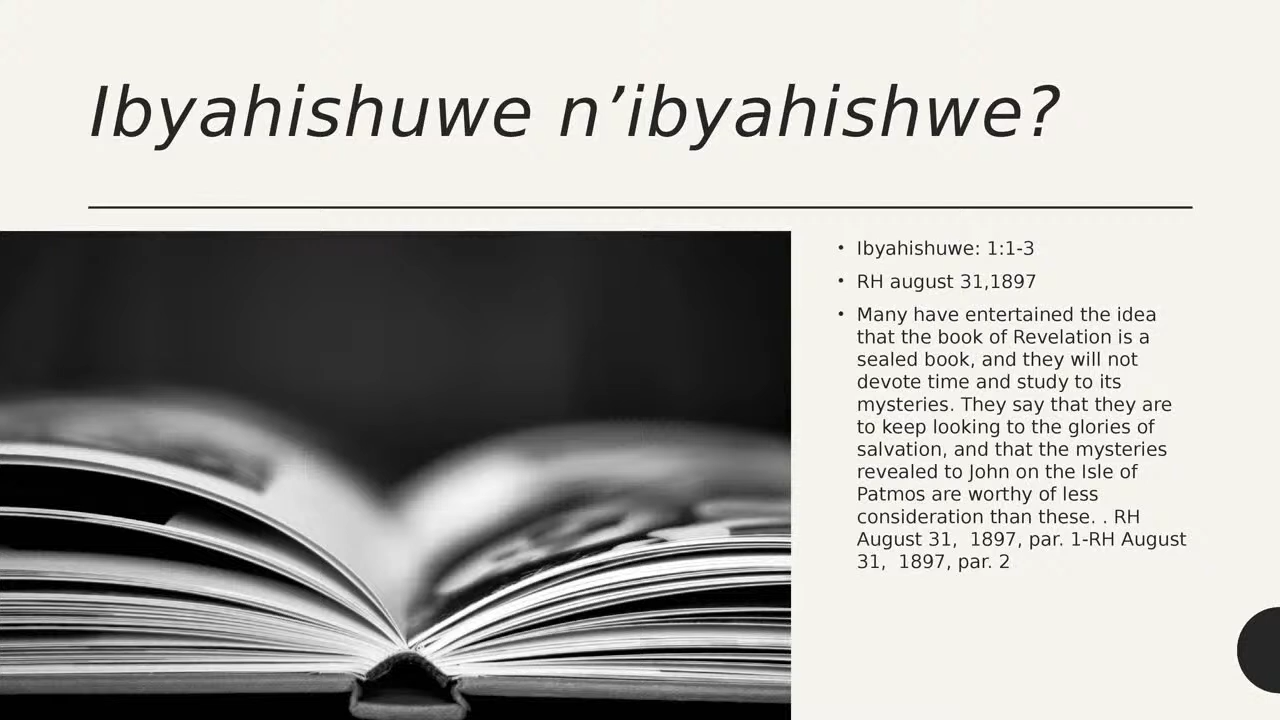 Ibyahishuwe n’ibyahishwe?
• Ibyahishuwe: 1:1-3
• RH august 31,1897
• Many have entertained the idea
that the book of Revelation is a
sealed book, and they will not
devote time and study to its
mysteries. They say that they are
to keep looking to the glories of
salvation, and that the mysteries
revealed to John on the Isle of
Patmos are worthy of less
consideration than these. . RH
August 31,  1897, par. 1-RH August
31,  1897, par. 2